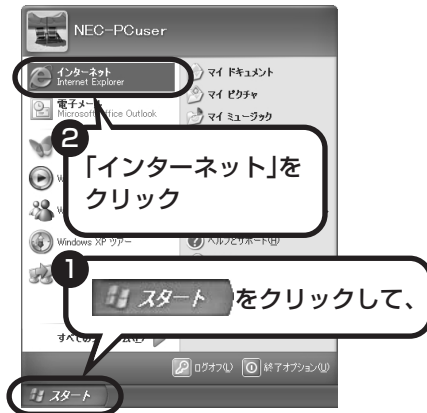 NEC-PCuser
インターネット
Internet Explorer
マイ ドキュメント
電子メール
Microsoft Office Outlook
マイ ピクチャ
マイ ミュージック
2
「インターネット」を
クリック
Windows XP ツアー
ヘルプとサポート(H)
1
スタート をクリックして、
すべての
ログオフ(L)
終了オプション(U)
スタート